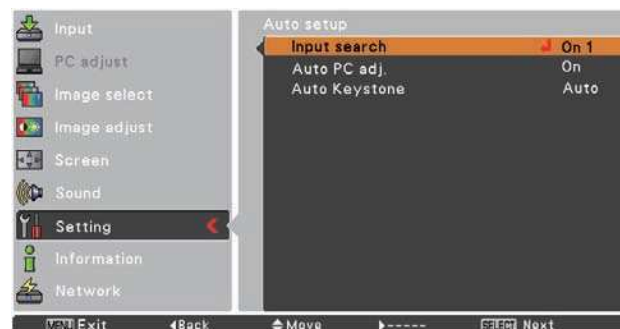 Input
PC adjust
Image select
Image adjust
Screen
Sound
Setting
Information
Network
Auto setup
Input search On 1
Auto PC adj. On
Auto Keystone Auto
MENU Exit Back Move ----- SELECT Next